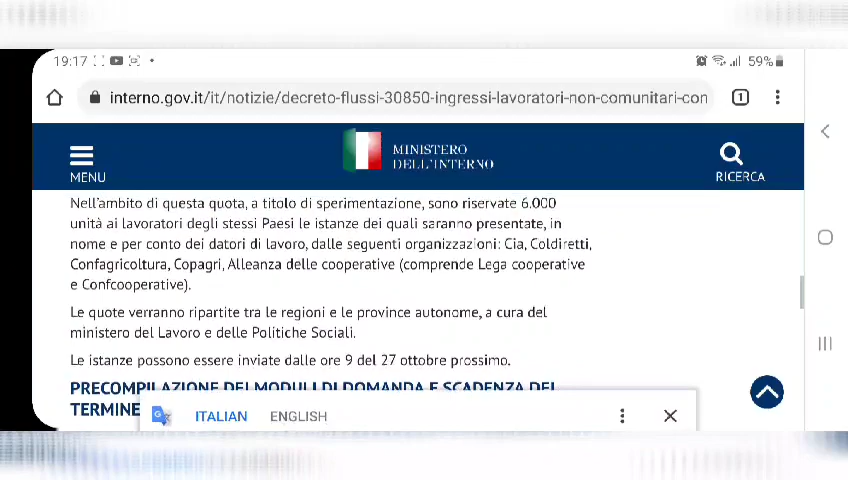 19:17
59%
interno.gov.it/it/notizie/decreto-flussi-30850-ingressi-lavoratori-non-comunitari-con
1
MENU
MINISTERO
DELL'INTERNO
RICERCA
Nell'ambito di questa quota, a titolo di sperimentazione, sono riservate 6.000
unità ai lavoratori degli stessi Paesi le istanze dei quali saranno presentate, in
nome e per conto dei datori di lavoro, dalle seguenti organizzazioni: Cia, Coldiretti,
Confagricoltura, Copagri, Alleanza delle cooperative (comprende Lega cooperative
e Confcooperative).
Le quote verranno ripartite tra le regioni e le province autonome, a cura del
ministero del Lavoro e delle Politiche Sociali.
Le istanze possono essere inviate dalle ore 9 del 27 ottobre prossimo.
PRECOMPILAZIONE DEI MODULI DI DOMANDA E SCADENZA DEL
TERMINE
ITALIAN ENGLISH